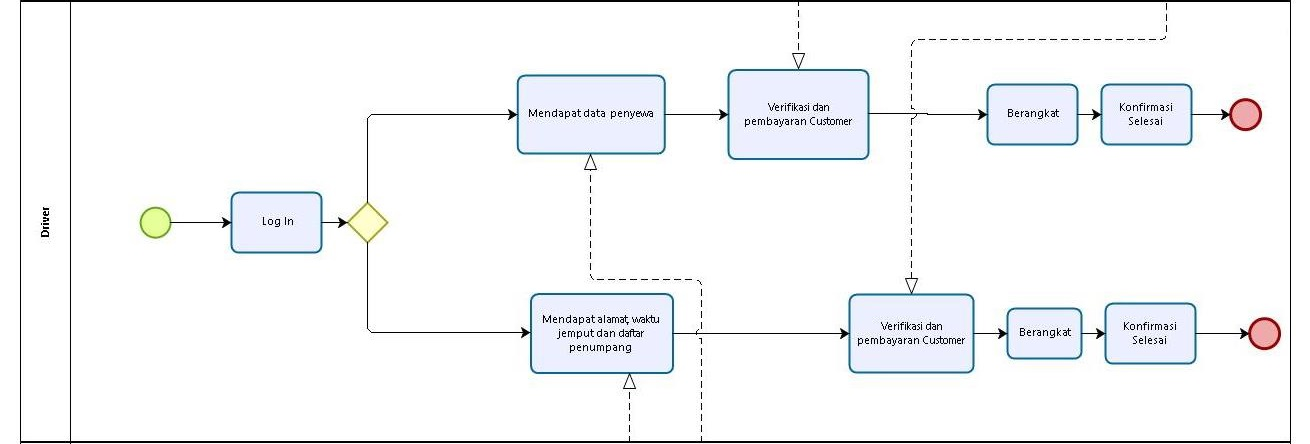 Driver
Log In
Mendapat data penyewa
Verifikasi dan
pembayaran Customer
Berangkat
Konfirmasi
Selesai
Mendapat alamat, waktu
jemput dan daftar
penumpang
Verifikasi dan
pembayaran Customer
Berangkat
Konfirmasi
Selesai